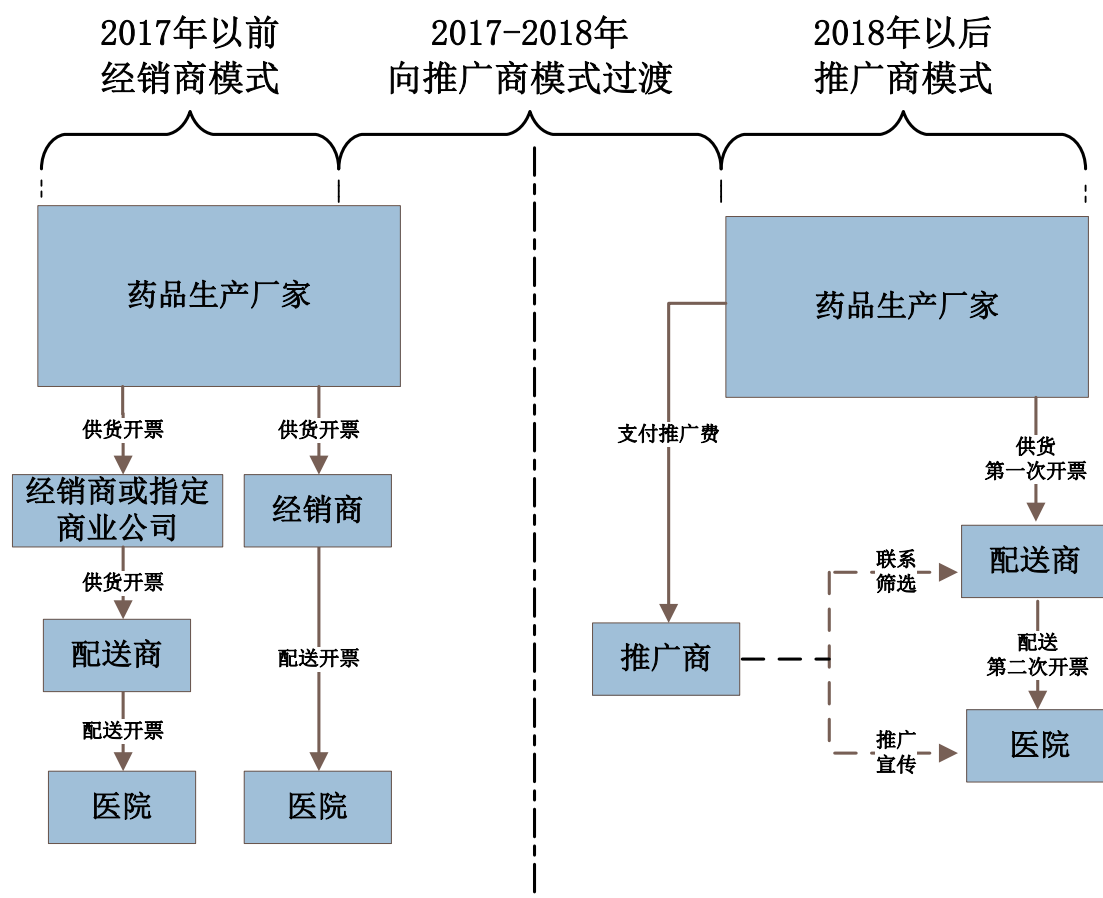 2017年以前
经销商模式
2017-2018年
向推广商模式过渡
2018年以后
推广商模式
药品生产厂家
供货开票
供货开票
经销商或指定
商业公司
经销商
供货开票
配送商
配送开票
配送开票
医院
医院
药品生产厂家
支付推广费
供货
第一次开票
推广商
联系
筛选
配送商
配送
第二次开票
推广
宣传
医院